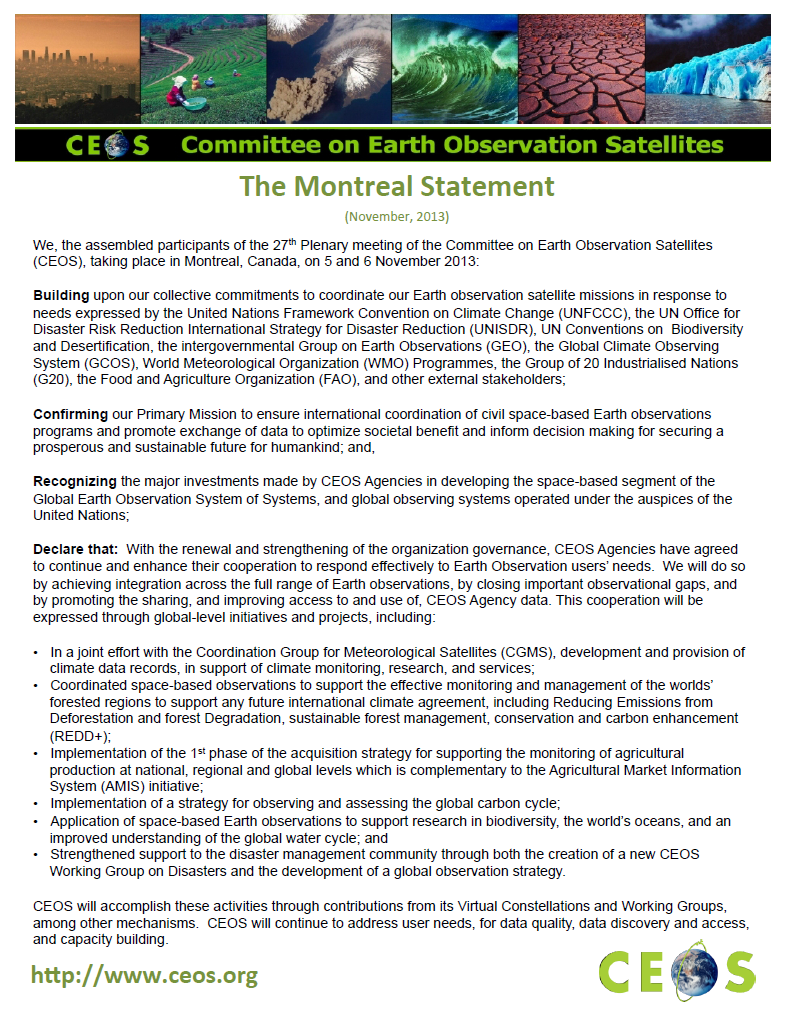 CEOS Committee on Earth Observation Satellites
The Montreal Statement
(November, 2013)
We, the assembled participants of the 27th Plenary meeting of the Committee on Earth Observation Satellites
(CEOS), taking place in Montreal, Canada, on 5 and 6 November 2013:
Building upon our collective commitments to coordinate our Earth observation satellite missions in response to
needs expressed by the United Nations Framework Convention on Climate Change (UNFCCC), the UN Office for
Disaster Risk Reduction International Strategy for Disaster Reduction (UNISDR), UN Conventions on Biodiversity
and Desertification, the intergovernmental Group on Earth Observations (GEO), the Global Climate Observing
System (GCOS), World Meteorological Organization (WMO) Programmes, the Group of 20 Industrialised Nations
(G20), the Food and Agriculture Organization (FAO), and other external stakeholders;
Confirming our Primary Mission to ensure international coordination of civil space-based Earth observations
programs and promote exchange of data to optimize societal benefit and inform decision making for securing a
prosperous and sustainable future for humankind; and,
Recognizing the major investments made by CEOS Agencies in developing the space-based segment of the
Global Earth Observation System of Systems, and global observing systems operated under the auspices of the
United Nations;
Declare that: With the renewal and strengthening of the organization governance, CEOS Agencies have agreed
to continue and enhance their cooperation to respond effectively to Earth Observation users' needs. We will do so
by achieving integration across the full range of Earth observations, by closing important observational gaps, and
by promoting the sharing, and improving access to and use of, CEOS Agency data. This cooperation will be
expressed through global-level initiatives and projects, including:
• In a joint effort with the Coordination Group for Meteorological Satellites (CGMS), development and provision of
climate data records, in support of climate monitoring, research, and services;
• Coordinated space-based observations to support the effective monitoring and management of the worlds'
forested regions to support any future international climate agreement, including Reducing Emissions from
Deforestation and forest Degradation, sustainable forest management, conservation and carbon enhancement
(REDD+);
• Implementation of the 1st phase of the acquisition strategy for supporting the monitoring of agricultural
production at national, regional and global levels which is complementary to the Agricultural Market Information
System (AMIS) initiative;
• Implementation of a strategy for observing and assessing the global carbon cycle;
• Application of space-based Earth observations to support research in biodiversity, the world's oceans, and an
improved understanding of the global water cycle; and
• Strengthened support to the disaster management community through both the creation of a new CEOS
Working Group on Disasters and the development of a global observation strategy.
CEOS will accomplish these activities through contributions from its Virtual Constellations and Working Groups,
among other mechanisms. CEOS will continue to address user needs, for data quality, data discovery and access,
and capacity building.
http://www.ceos.org
CEOS